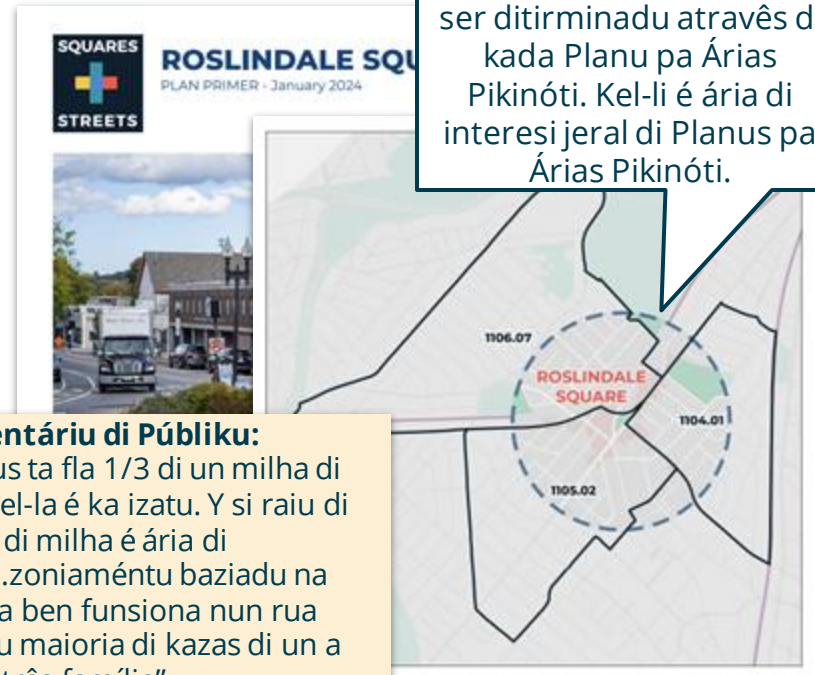 SQUARES
STREETS
ROSLINDALE SQU
PLAN PRIMER - January 2024
ser ditirminadu através d
kada Planu pa Árias
Pikinóti. Kel-li é ária di
interesi jeral di Planus pa
Árias Pikinóti.
1106.07
ROSLINDALE
SQUARE
1104.01
1105.02
entáriu di Públiku:
us ta fla 1/3 di un milha di
el-la é ka izatu. Y si raiu di
di milha é ária di
.zoniaméntu baziadu na
a ben funsiona nun rua
u maioria di kazas di un a